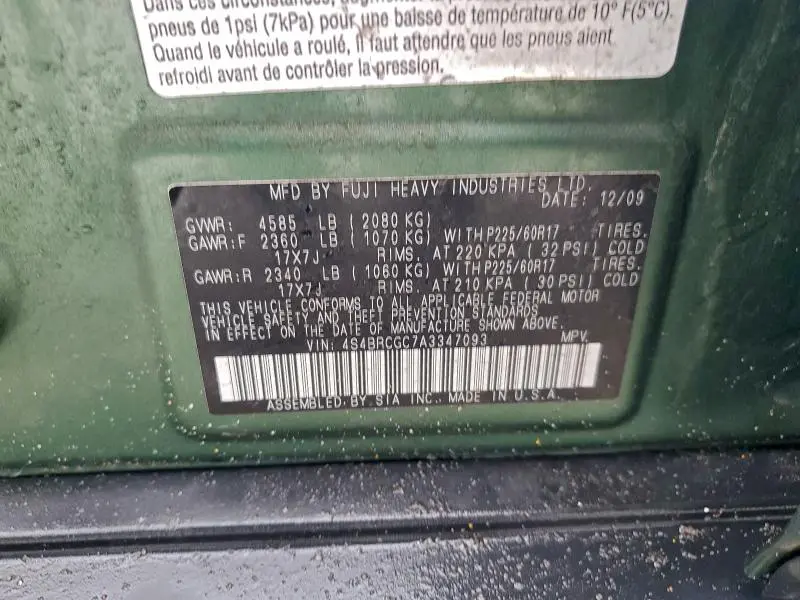 Dans ces circonstances, augmenter la
pneus de 1psi (7kPa) pour une baisse de température de 10° F(5°C).
Quand le véhicule a roulé, il faut attendre que les pneus aient
refroidi avant de contrôler la pression.
MFD BY FUJI HEAVY INDUSTRIES LTD.
DATE: 12/09
GVWR: 4585 LB ( 2080 KG)
GAWR:F 2360 LB ( 1070 KG) WITH P225/60R17 TIRES.
17X7J RIMS. AT 220 KPA ( 32 PSI) COLD
GAWR:R 2340 LB ( 1060 KG) WITH P225/60R17 TIRES.
17X7J RIMS. AT 210 KPA ( 30 PSI) COLD
THIS VEHICLE CONFORMS TO ALL APPLICABLE FEDERAL MOTOR
VEHICLE SAFETY AND THEFT PREVENTION STANDARDS
IN EFFECT ON THE DATE OF MANUFACTURE SHOWN ABOVE.
VIN: 4S4BRCGC7A3347093 MPV.
ASSEMBLED BY SIA INC. MADE IN U.S.A.